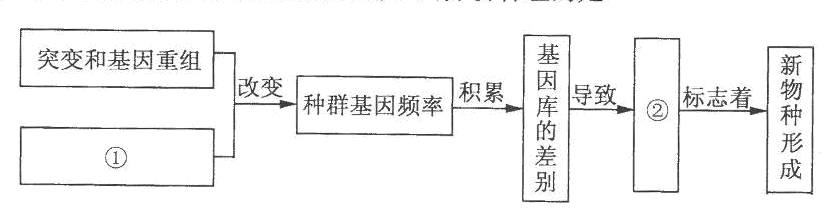 突变和基因重组
①
改变
种群基因频率
积累
基因库的差别
导致
②
标志着
新物种形成